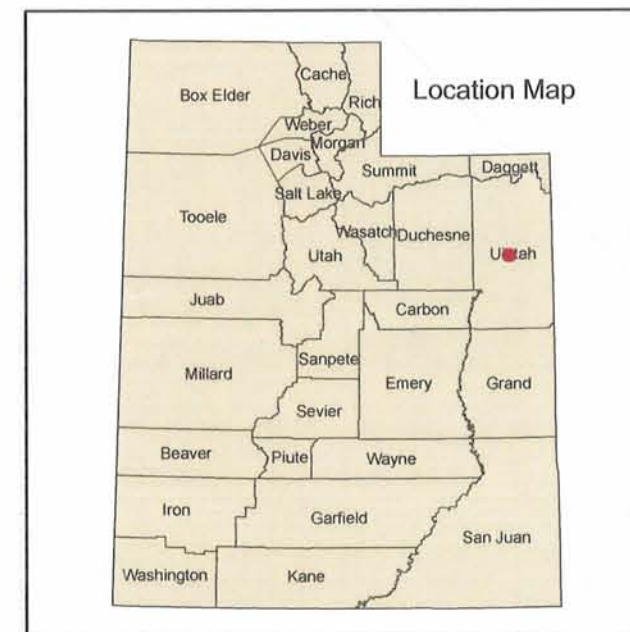 Location Map
Cache
Box Elder
Rich
Weber
Morgan
Davis
Summit
Daggett
Salt Lake
Tooele
Wasatch
Duchesne
Uintah
Utah
Juab
Carbon
Sanpete
Millard
Emery
Grand
Sevier
Beaver
Piute
Wayne
Iron
Garfield
San Juan
Washington
Kane